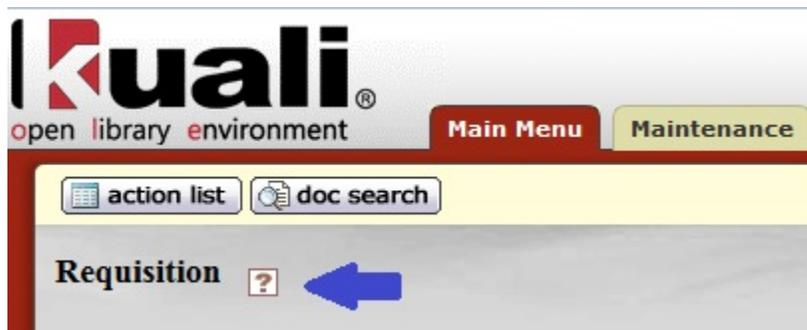 kuali®
open library environment
Main Menu Maintenance
action list doc search
Requisition ?